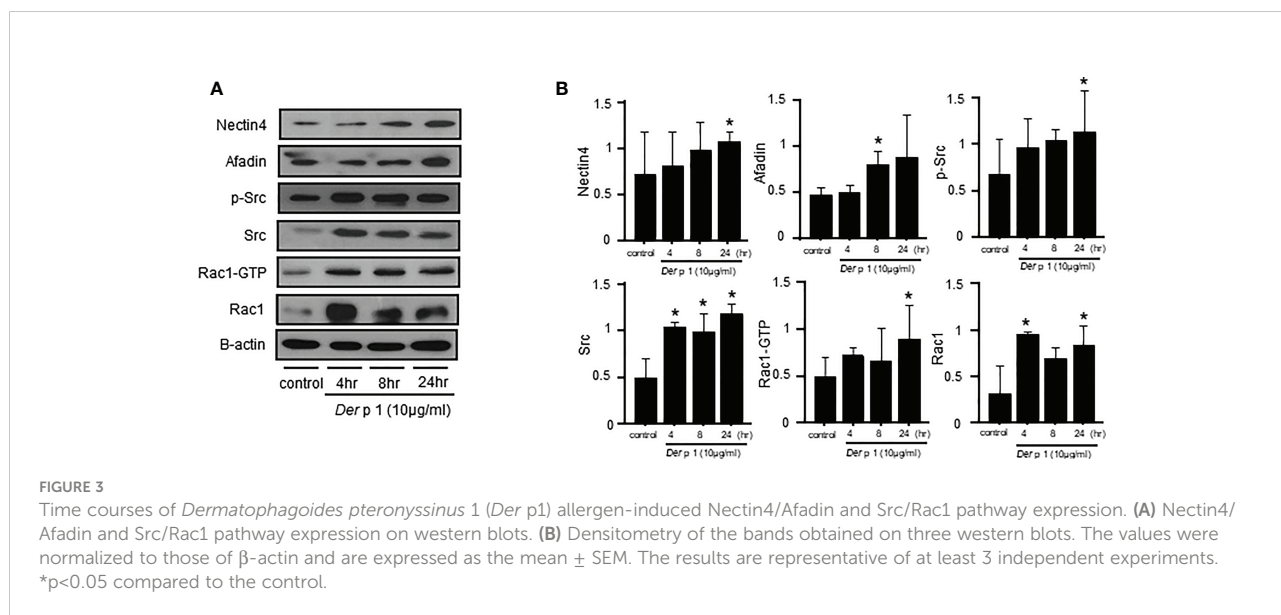 A
Nectin4
Afadin
p-Src
Src
Rac1-GTP
Rac1
B-actin
control 4hr 8hr 24hr
Der p 1 (10µg/ml)
B
Nectin4
1.5
1
0.5
0
*
control 4 8 24 (hr)
Der p 1 (10µg/ml)
Afadin
1.5
1
0.5
0
*
control 4 8 24 (hr)
Der p 1 (10µg/ml)
p-Src
1.5
1
0.5
0
*
control 4 8 24 (hr)
Der p 1 (10µg/ml)
Src
1.5
1
0.5
0
* * *
control 4 8 24 (hr)
Der p 1 (10µg/ml)
Rac1-GTP
1.5
1
0.5
0
*
control 4 8 24 (hr)
Der p 1 (10µg/ml)
Rac1
1.5
1
0.5
0
* *
control 4 8 24 (hr)
Der p 1 (10µg/ml)
FIGURE 3
Time courses of Dermatophagoides pteronyssinus 1 (Der p1) allergen-induced Nectin4/Afadin and Src/Rac1 pathway expression. (A) Nectin4/
Afadin and Src/Rac1 pathway expression on western blots. (B) Densitometry of the bands obtained on three western blots. The values were
normalized to those of β-actin and are expressed as the mean ± SEM. The results are representative of at least 3 independent experiments.
*p<0.05 compared to the control.